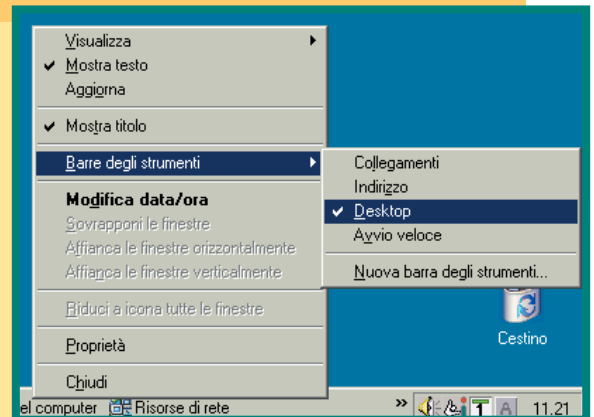 Visualizza
Mostra testo
Aggiorna
Mostra titolo
Barre degli strumenti
Modifica data/ora
Sovrapponi le finestre
Affianca le finestre orizzontalmente
Affianca le finestre verticalmente
Riduci a icona tutte le finestre
Proprietà
Chiudi
Collegamenti
Indirizzo
Desktop
Avvio veloce
Nuova barra degli strumenti...
Cestino
el computer Risorse di rete » T A 11.21